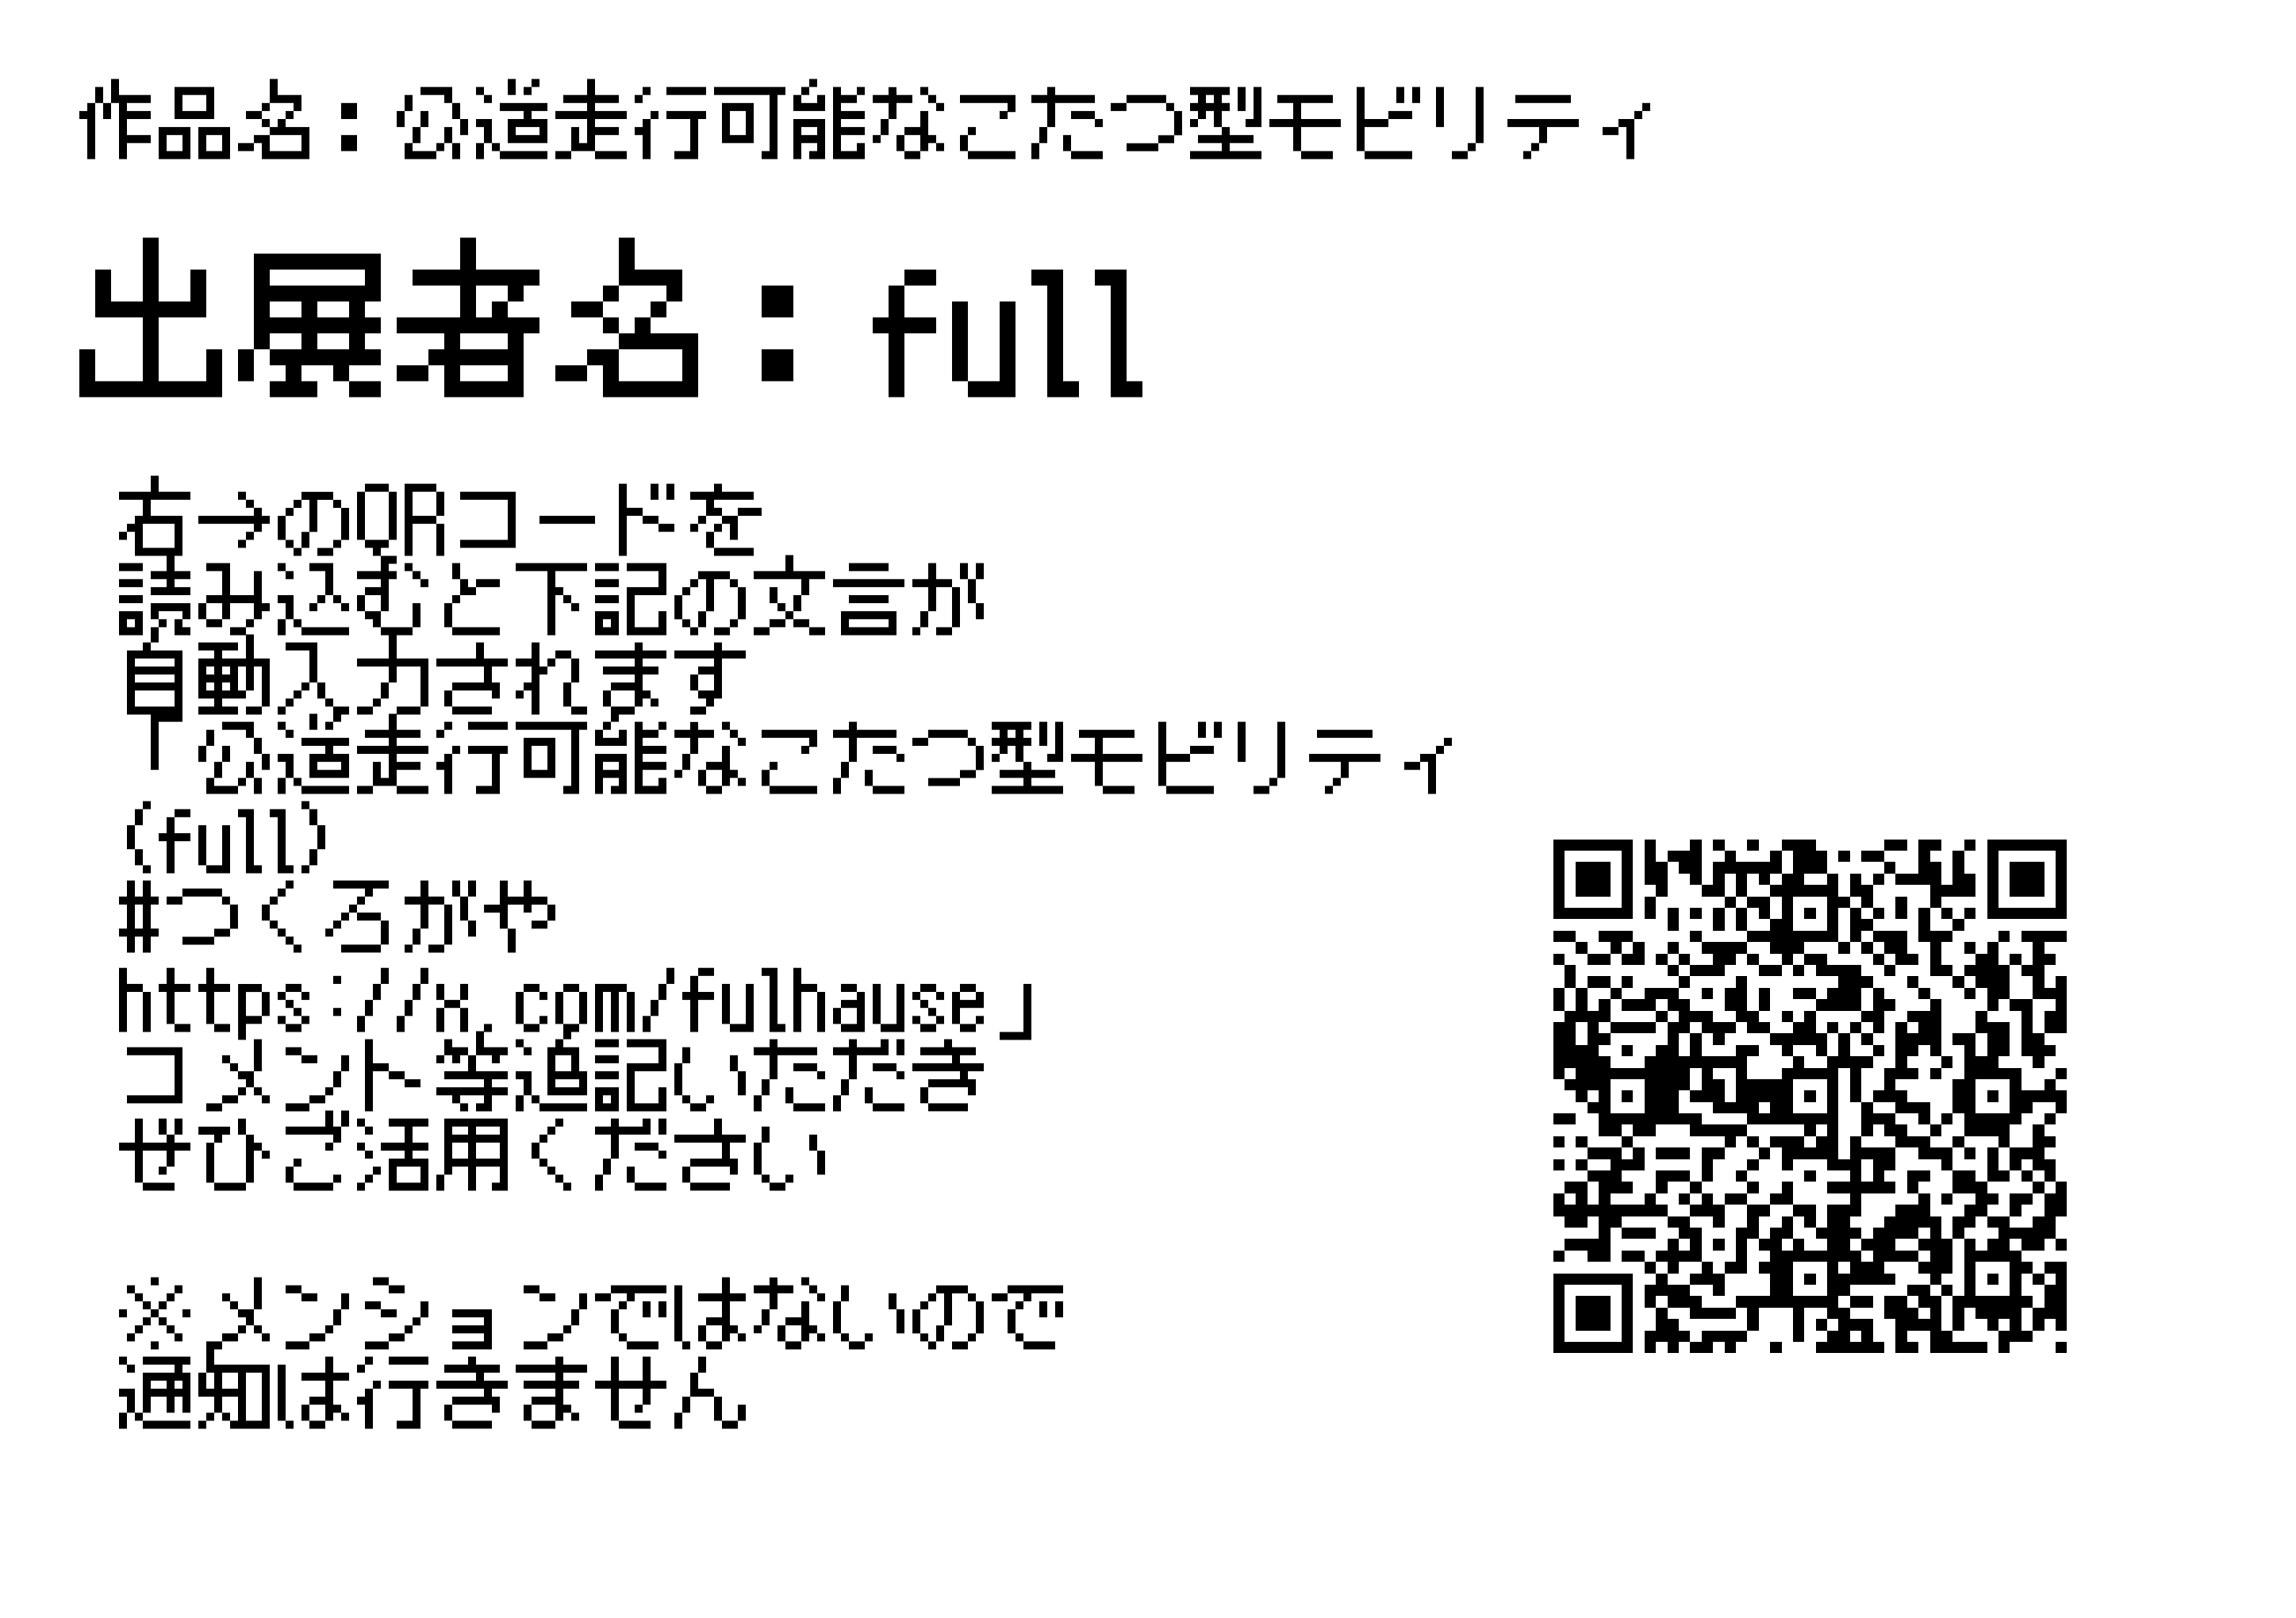 作品名：公道走行可能なこたつ型モビリティ
出展者名：full
右→のQRコードを
読み込むと下記の文言が
自動入力されます
「公道走行可能なこたつ型モビリティ
(full)
#つくろがや
https://x.com/fulhause」
コメント等追記いただき
ぜひご活用ください
※メンションではないので
通知は行きません